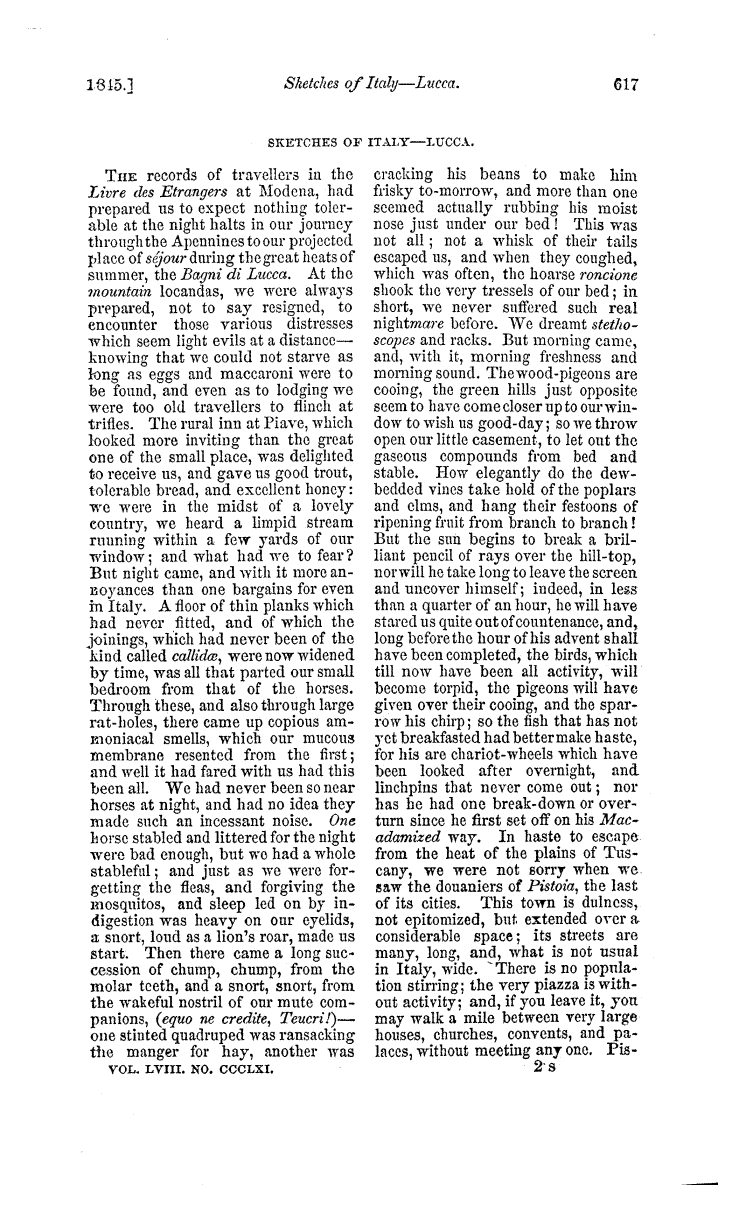 1845.] Sketches of Italy—Lucca. 617
SKETCHES OF ITALY—LUCCA.
THE records of travellers in the
Livre des Etrangers at Modena, had
prepared us to expect nothing toler-
able at the night halts in our journey
through the Apennines to our projected
place of séjour during the great heats of
summer, the Bagni di Lucca. At the
mountain locandas, we were always
prepared, not to say resigned, to
encounter those various distresses
which seem light evils at a distance—
knowing that we could not starve as
long as eggs and maccaroni were to
be found, and even as to lodging we
were too old travellers to flinch at
trifles. The rural inn at Piave, which
looked more inviting than the great
one of the small place, was delighted
to receive us, and gave us good trout,
tolerable bread, and excellent honey:
we were in the midst of a lovely
country, we heard a limpid stream
running within a few yards of our
window; and what had we to fear?
But night came, and with it more an-
noyances than one bargains for even
in Italy. A floor of thin planks which
had never fitted, and of which the
joinings, which had never been of the
kind called callidæ, were now widened
by time, was all that parted our small
bedroom from that of the horses.
Through these, and also through large
rat-holes, there came up copious am-
moniacal smells, which our mucous
membrane resented from the first;
and well it had fared with us had this
been all. We had never been so near
horses at night, and had no idea they
made such an incessant noise. One
horse stabled and littered for the night
were bad enough, but we had a whole
stableful; and just as we were for-
getting the fleas, and forgiving the
mosquitos, and sleep led on by in-
digestion was heavy on our eyelids,
a snort, loud as a lion's roar, made us
start. Then there came a long suc-
cession of chump, chump, from the
molar teeth, and a snort, snort, from
the wakeful nostril of our mute com-
panions, (equo ne credite, Teucri!)—
one stinted quadruped was ransacking
the manger for hay, another was
VOL. LVIII. NO. CCCLXI.
cracking his beans to make him
frisky to-morrow, and more than one
seemed actually rubbing his moist
nose just under our bed! This was
not all; not a whisk of their tails
escaped us, and when they coughed,
which was often, the hoarse roncione
shook the very tressels of our bed; in
short, we never suffered such real
nightmare before. We dreamt stetho-
scopes and racks. But morning came,
and, with it, morning freshness and
morning sound. The wood-pigeons are
cooing, the green hills just opposite
seem to have come closer up to our win-
dow to wish us good-day; so we throw
open our little casement, to let out the
gaseous compounds from bed and
stable. How elegantly do the dew-
bedded vines take hold of the poplars
and elms, and hang their festoons of
ripening fruit from branch to branch!
But the sun begins to break a bril-
liant pencil of rays over the hill-top,
nor will he take long to leave the screen
and uncover himself; indeed, in less
than a quarter of an hour, he will have
stared us quite out of countenance, and,
long before the hour of his advent shall
have been completed, the birds, which
till now have been all activity, will
become torpid, the pigeons will have
given over their cooing, and the spar-
row his chirp; so the fish that has not
yet breakfasted had better make haste,
for his are chariot-wheels which have
been looked after overnight, and
linchpins that never come out; nor
has he had one break-down or over-
turn since he first set off on his Mac-
adamized way. In haste to escape
from the heat of the plains of Tus-
cany, we were not sorry when we
saw the douaniers of Pistoia, the last
of its cities. This town is dulness,
not epitomized, but extended over a
considerable space; its streets are
many, long, and, what is not usual
in Italy, wide. There is no popula-
tion stirring; the very piazza is with-
out activity; and, if you leave it, you
may walk a mile between very large
houses, churches, convents, and pa-
laces, without meeting any one. Pis-
2 s